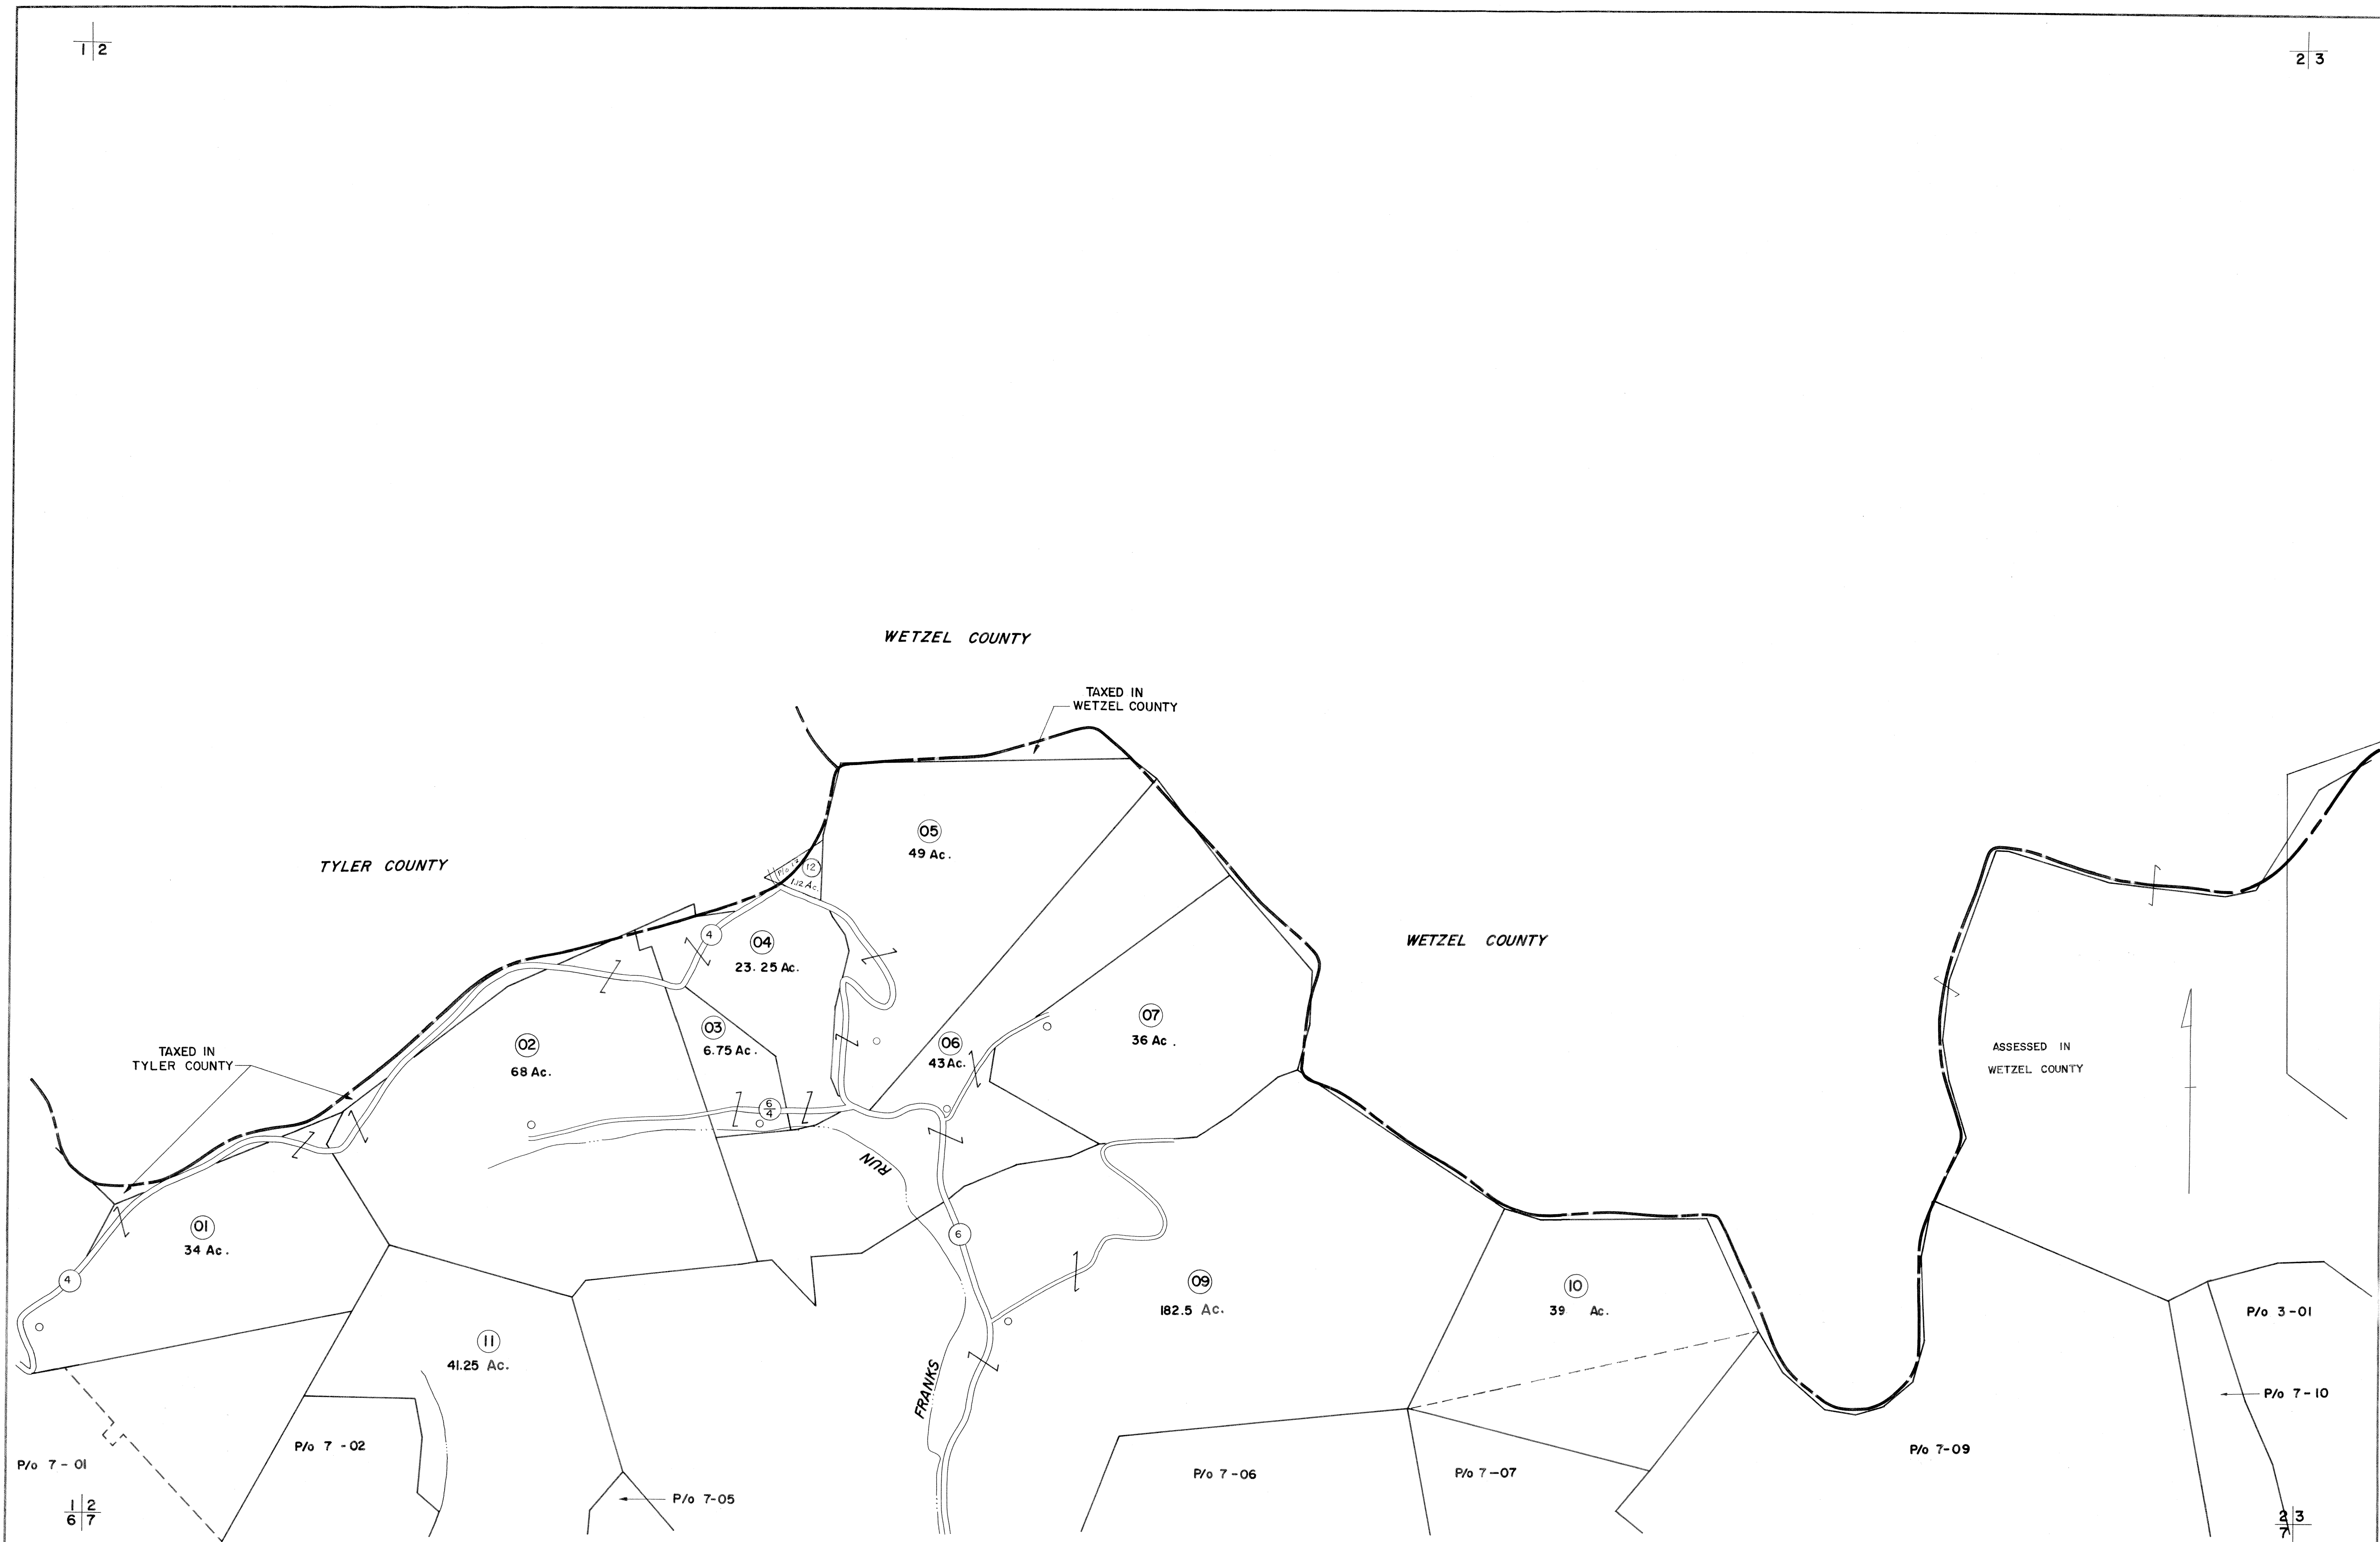 1 2
2 3
WETZEL COUNTY
TAXED IN
WETZEL COUNTY
TYLER COUNTY
05
49 Ac.
12
P/o 12
1.12 Ac.
4
04
23.25 Ac.
WETZEL COUNTY
03
6.75 Ac.
02
68 Ac.
06
43 Ac.
07
36 Ac.
TAXED IN
TYLER COUNTY
ASSESSED IN
WETZEL COUNTY
6
4
RUN
01
34 Ac.
6
4
09
182.5 Ac.
10
39 Ac.
P/o 3-01
11
41.25 Ac.
FRANKS
P/o 7-10
P/o 7-02
P/o 7-01
P/o 7-05
P/o 7-06
P/o 7-07
P/o 7-09
1 2
6 7
2 3
7